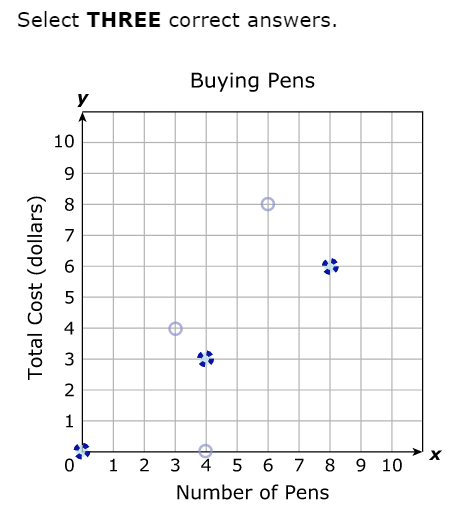 Select THREE correct answers.
Buying Pens
y
10
9
8
7
6
5
4
3
2
1
0 1 2 3 4 5 6 7 8 9 10
x
Total Cost (dollars)
Number of Pens